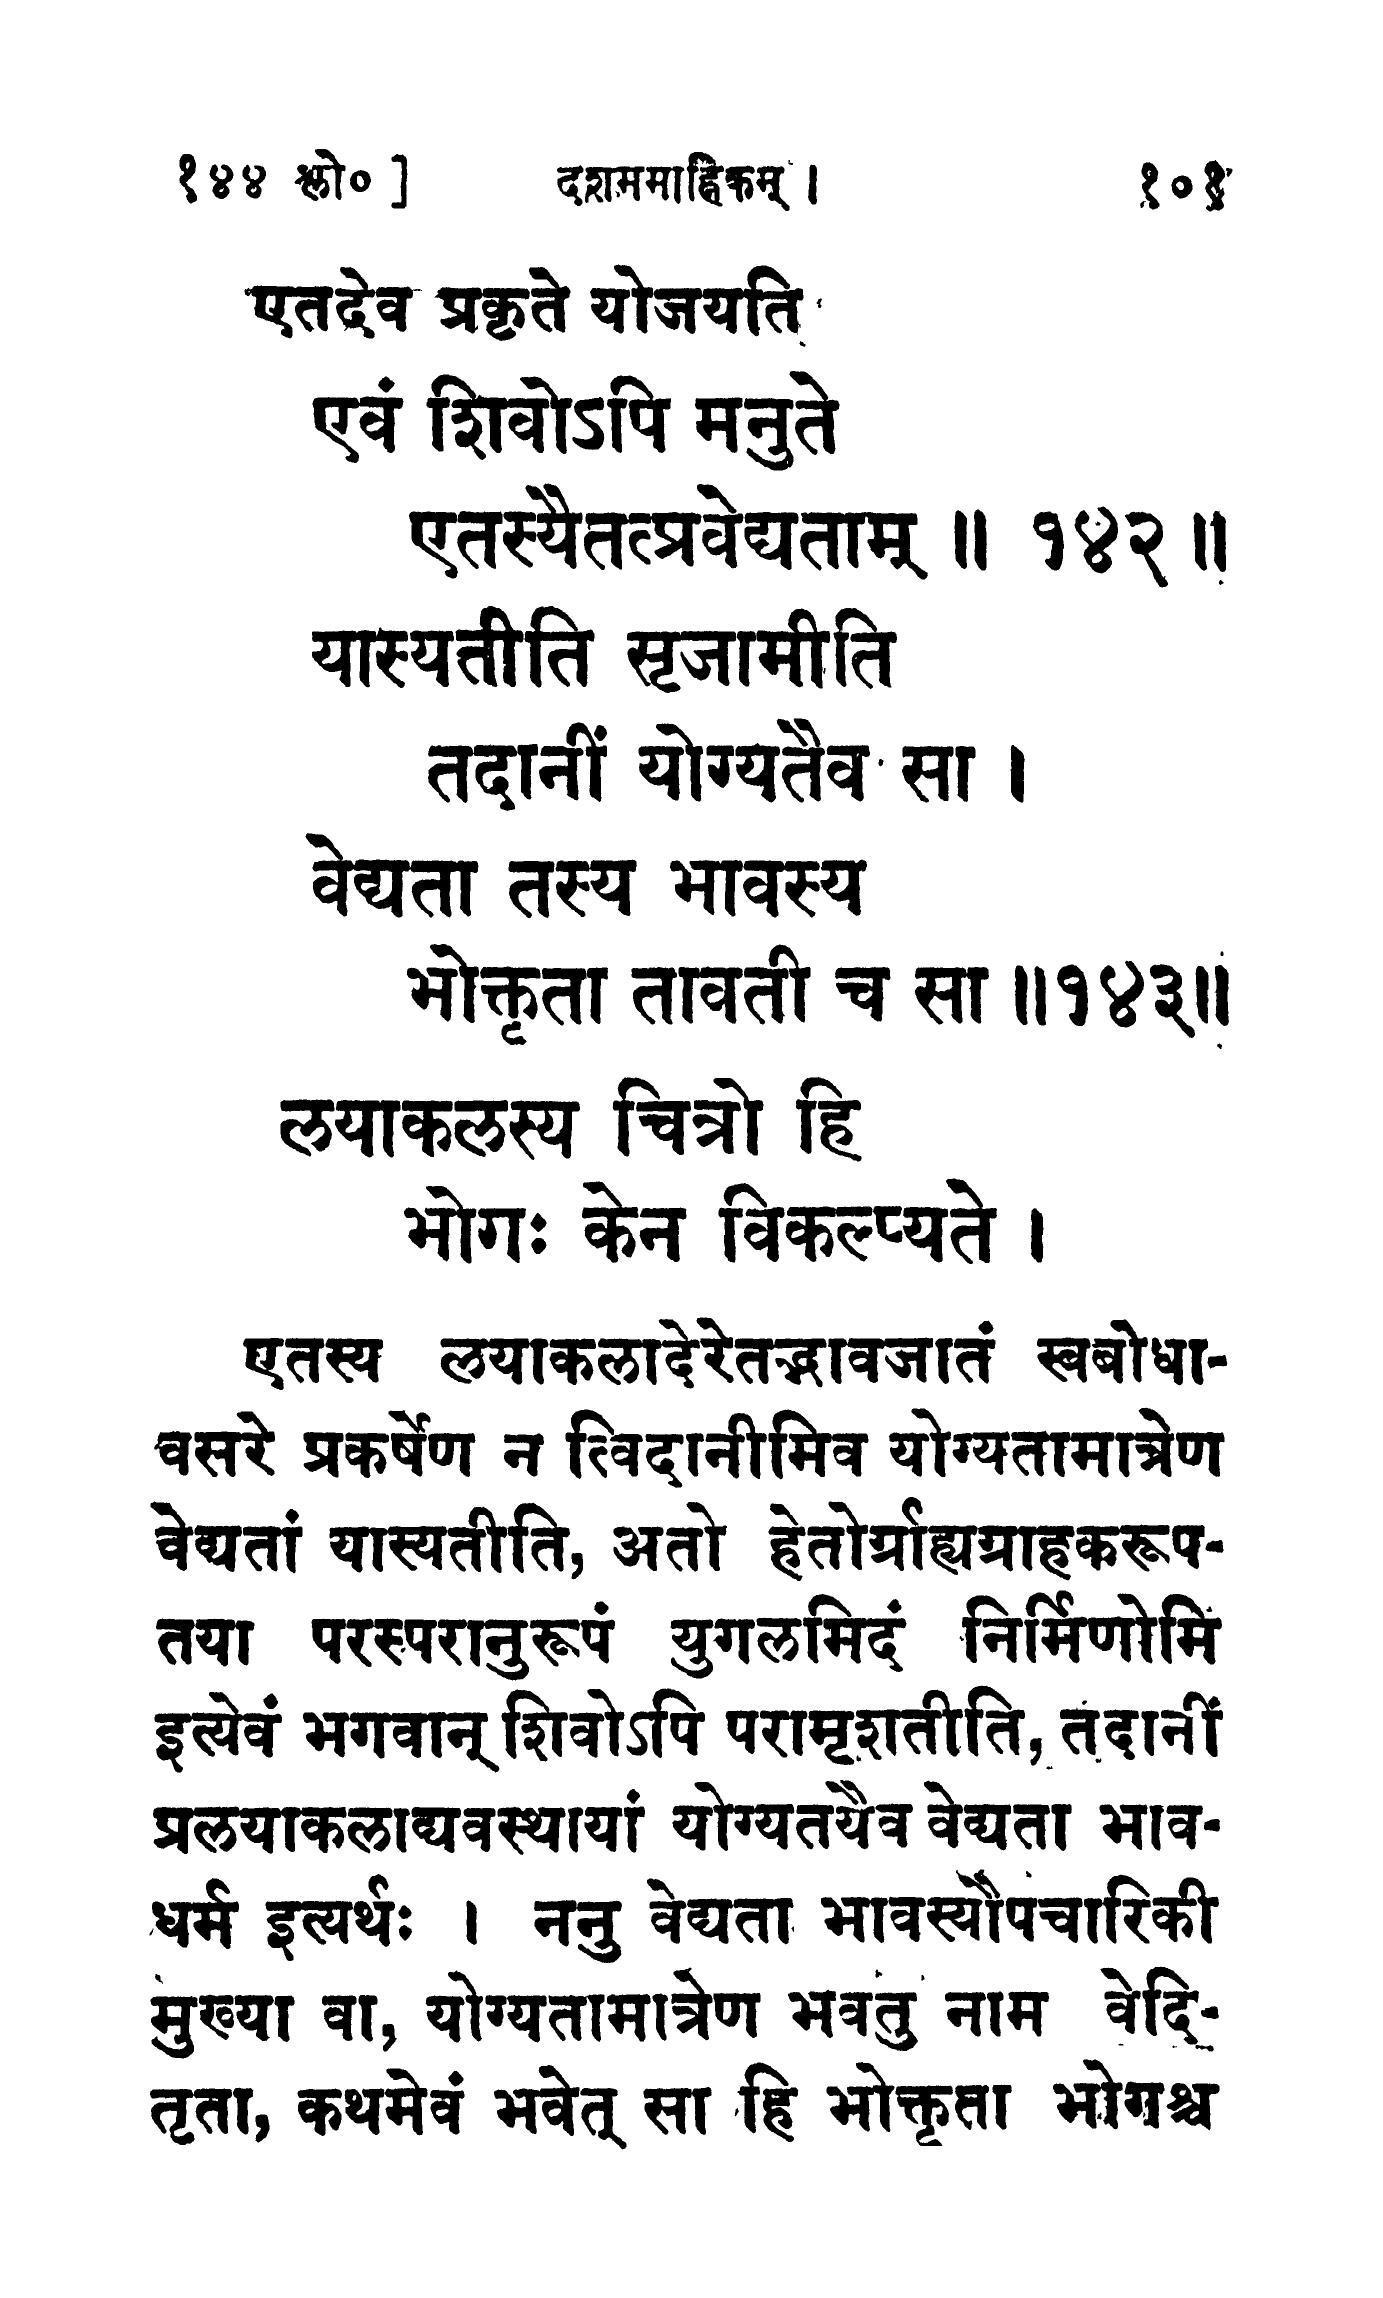 १४४ श्लो० ] दशममाह्निकम् । १०१
एतदेव प्रकृते योजयति
एवं शिवोऽपि मनुते
एतस्यैतत्प्रवेद्यताम् ॥ १४२ ॥
यास्यतीति सृजामीति
तदानीं योग्यतैव सा ।
वेद्यता तस्य भावस्य
भोक्तृता तावती च सा ॥१४३॥
लयाकलस्य चित्रो हि
भोगः केन विकल्प्यते ।
एतस्य लयाकलादेरेतद्भावजातं स्वबोधा-
वसरे प्रकर्षेण न त्विदानीमिव योग्यतामात्रेण
वेद्यतां यास्यतीति, अतो हेतोर्ग्राह्यग्राहकरूप-
तया परस्परानुरूपं युगलमिदं निर्मिणोमि
इत्येवं भगवान् शिवोऽपि परामृशतीति, तदानीं
प्रलयाकलाद्यवस्थायां योग्यतयैव वेद्यता भाव-
धर्म इत्यर्थः । ननु वेद्यता भावस्यौपचारिकी
मुख्या वा, योग्यतामात्रेण भवतु नाम वेदि-
तृता, कथमेवं भवेत् सा हि भोक्तृता भोगश्च